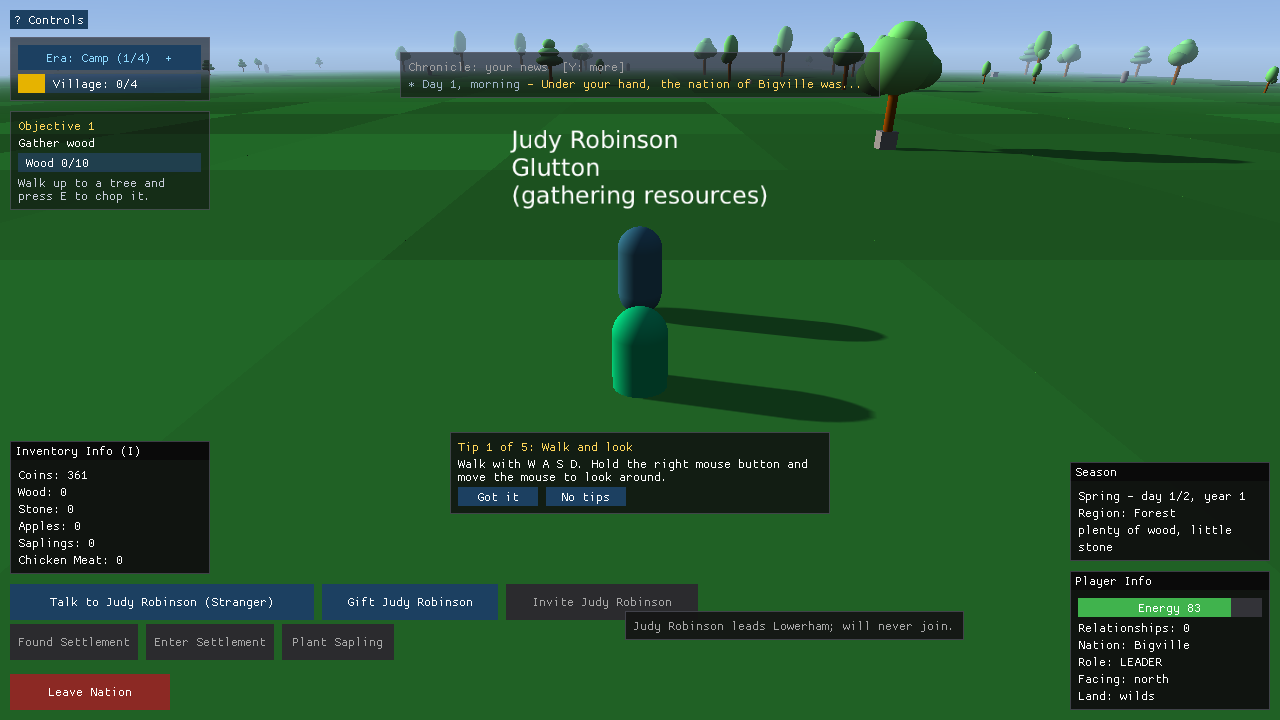 ? Controls
Era: Camp (1/4)  +
Village: 0/4
Chronicle: your news  [Y: more]
* Day 1, morning – Under your hand, the nation of Bigville was...
Objective 1
Gather wood
Wood 0/10
Walk up to a tree and
press E to chop it.
Judy Robinson
Glutton
(gathering resources)
Tip 1 of 5: Walk and look
Walk with W A S D. Hold the right mouse button and
move the mouse to look around.
Got it
No tips
Inventory Info (I)
Coins: 361
Wood: 0
Stone: 0
Apples: 0
Saplings: 0
Chicken Meat: 0
Season
Spring – day 1/2, year 1
Region: Forest
plenty of wood, little
stone
Talk to Judy Robinson (Stranger)
Gift Judy Robinson
Invite Judy Robinson
Judy Robinson leads Lowerham; will never join.
Found Settlement
Enter Settlement
Plant Sapling
Leave Nation
Player Info
Energy 83
Relationships: 0
Nation: Bigville
Role: LEADER
Facing: north
Land: wilds